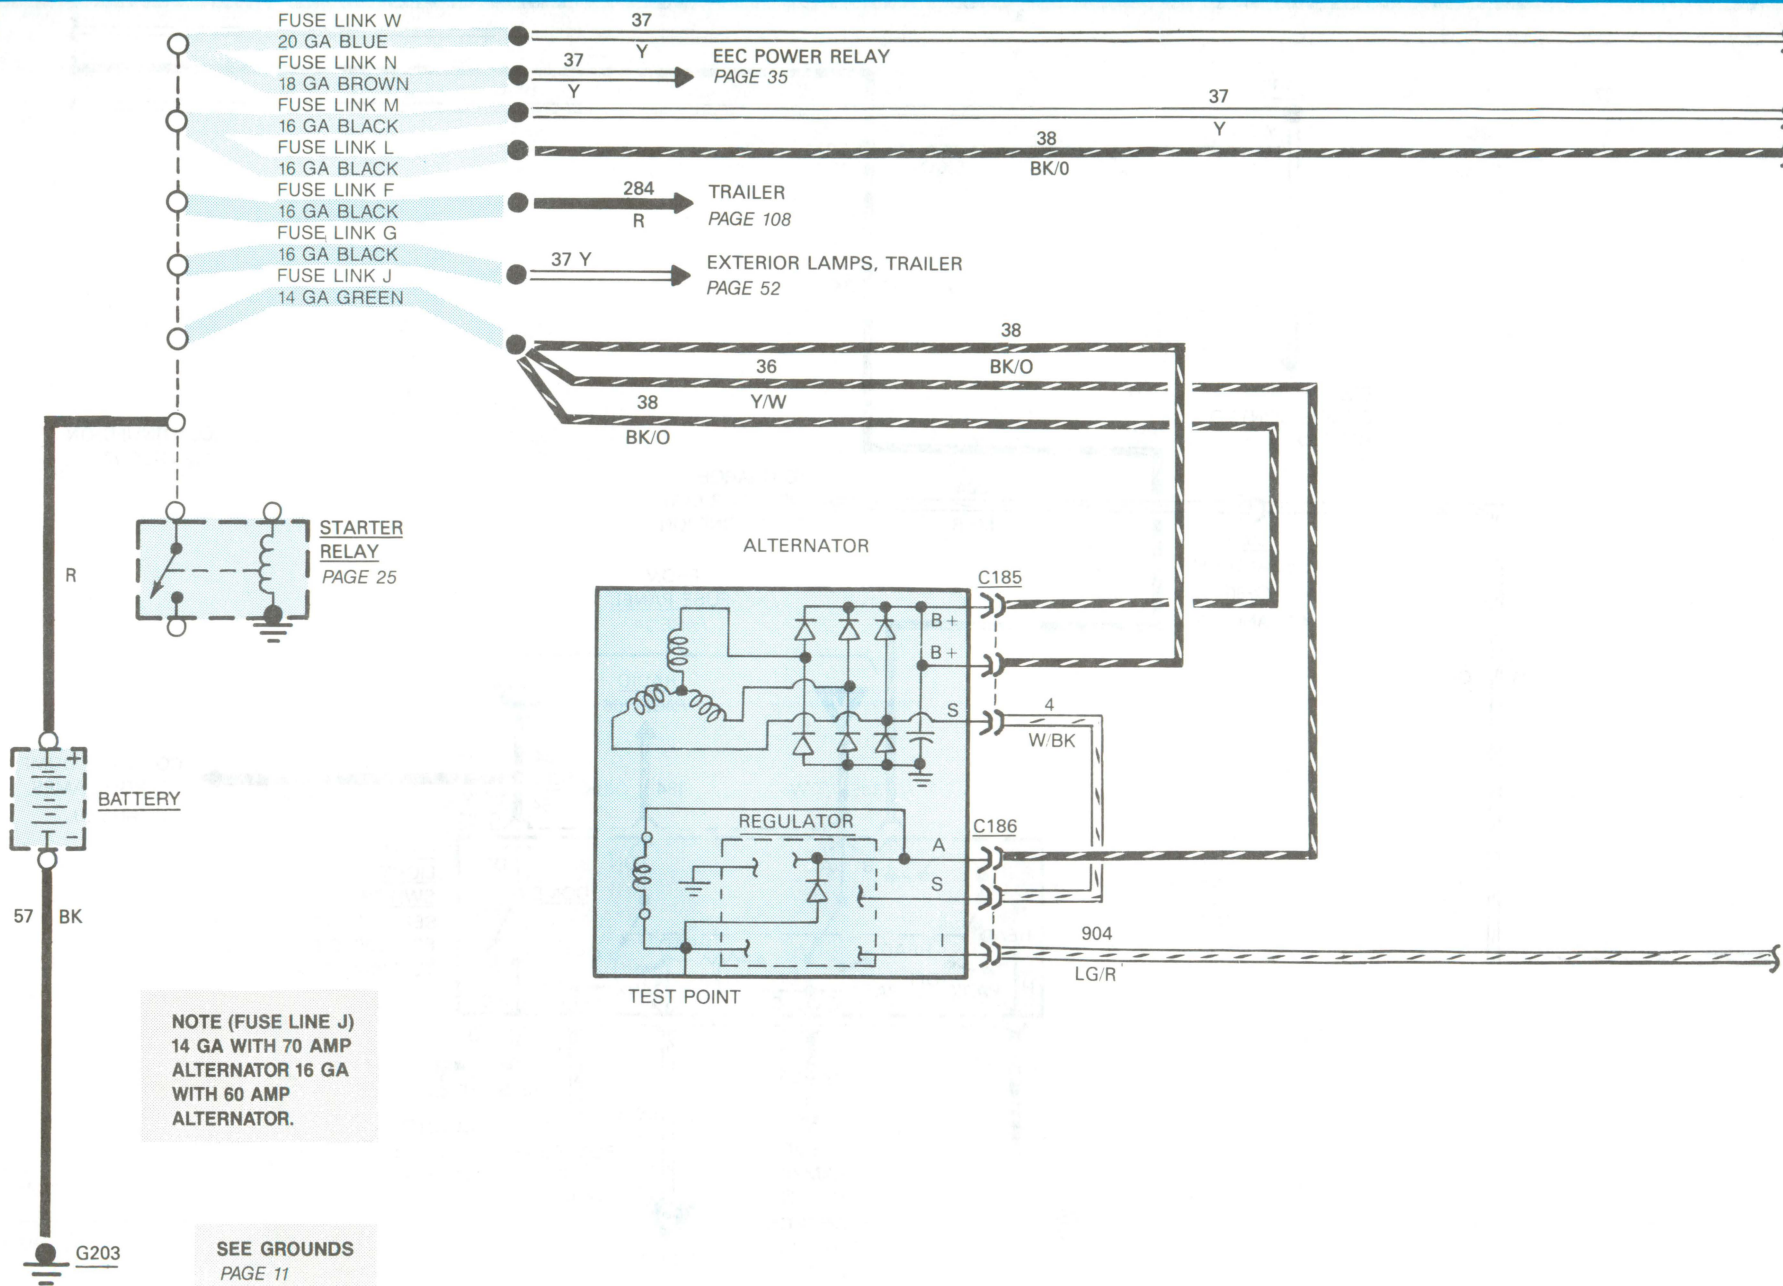 FUSE LINK W
20 GA BLUE
FUSE LINK N
18 GA BROWN
FUSE LINK M
16 GA BLACK
FUSE LINK L
16 GA BLACK
FUSE LINK F
16 GA BLACK
FUSE LINK G
16 GA BLACK
FUSE LINK J
14 GA GREEN
37
Y
37
Y
EEC POWER RELAY
PAGE 35
37
Y
38
BK/0
284
R
TRAILER
PAGE 108
37 Y
EXTERIOR LAMPS, TRAILER
PAGE 52
38
BK/O
36
Y/W
38
BK/O
STARTER
RELAY
PAGE 25
R
ALTERNATOR
C185
B+
B+
S
4
W/BK
+
BATTERY
-
REGULATOR
C186
A
S
I
904
LG/R
TEST POINT
57 BK
NOTE (FUSE LINE J)
14 GA WITH 70 AMP
ALTERNATOR 16 GA
WITH 60 AMP
ALTERNATOR.
G203
SEE GROUNDS
PAGE 11